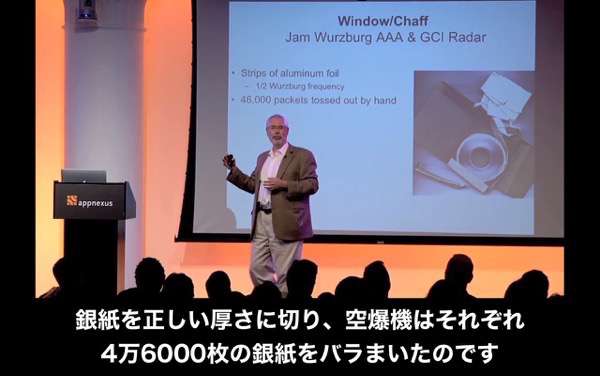 Window/Chaff
Jam Wurzburg AAA & GCI Radar
• Strips of aluminum foil
– 1/2 Wurzburg frequency
• 46,000 packets tossed out by hand
appnexus
銀紙を正しい厚さに切り、空爆機はそれぞれ
4万6000枚の銀紙をバラまいたのです